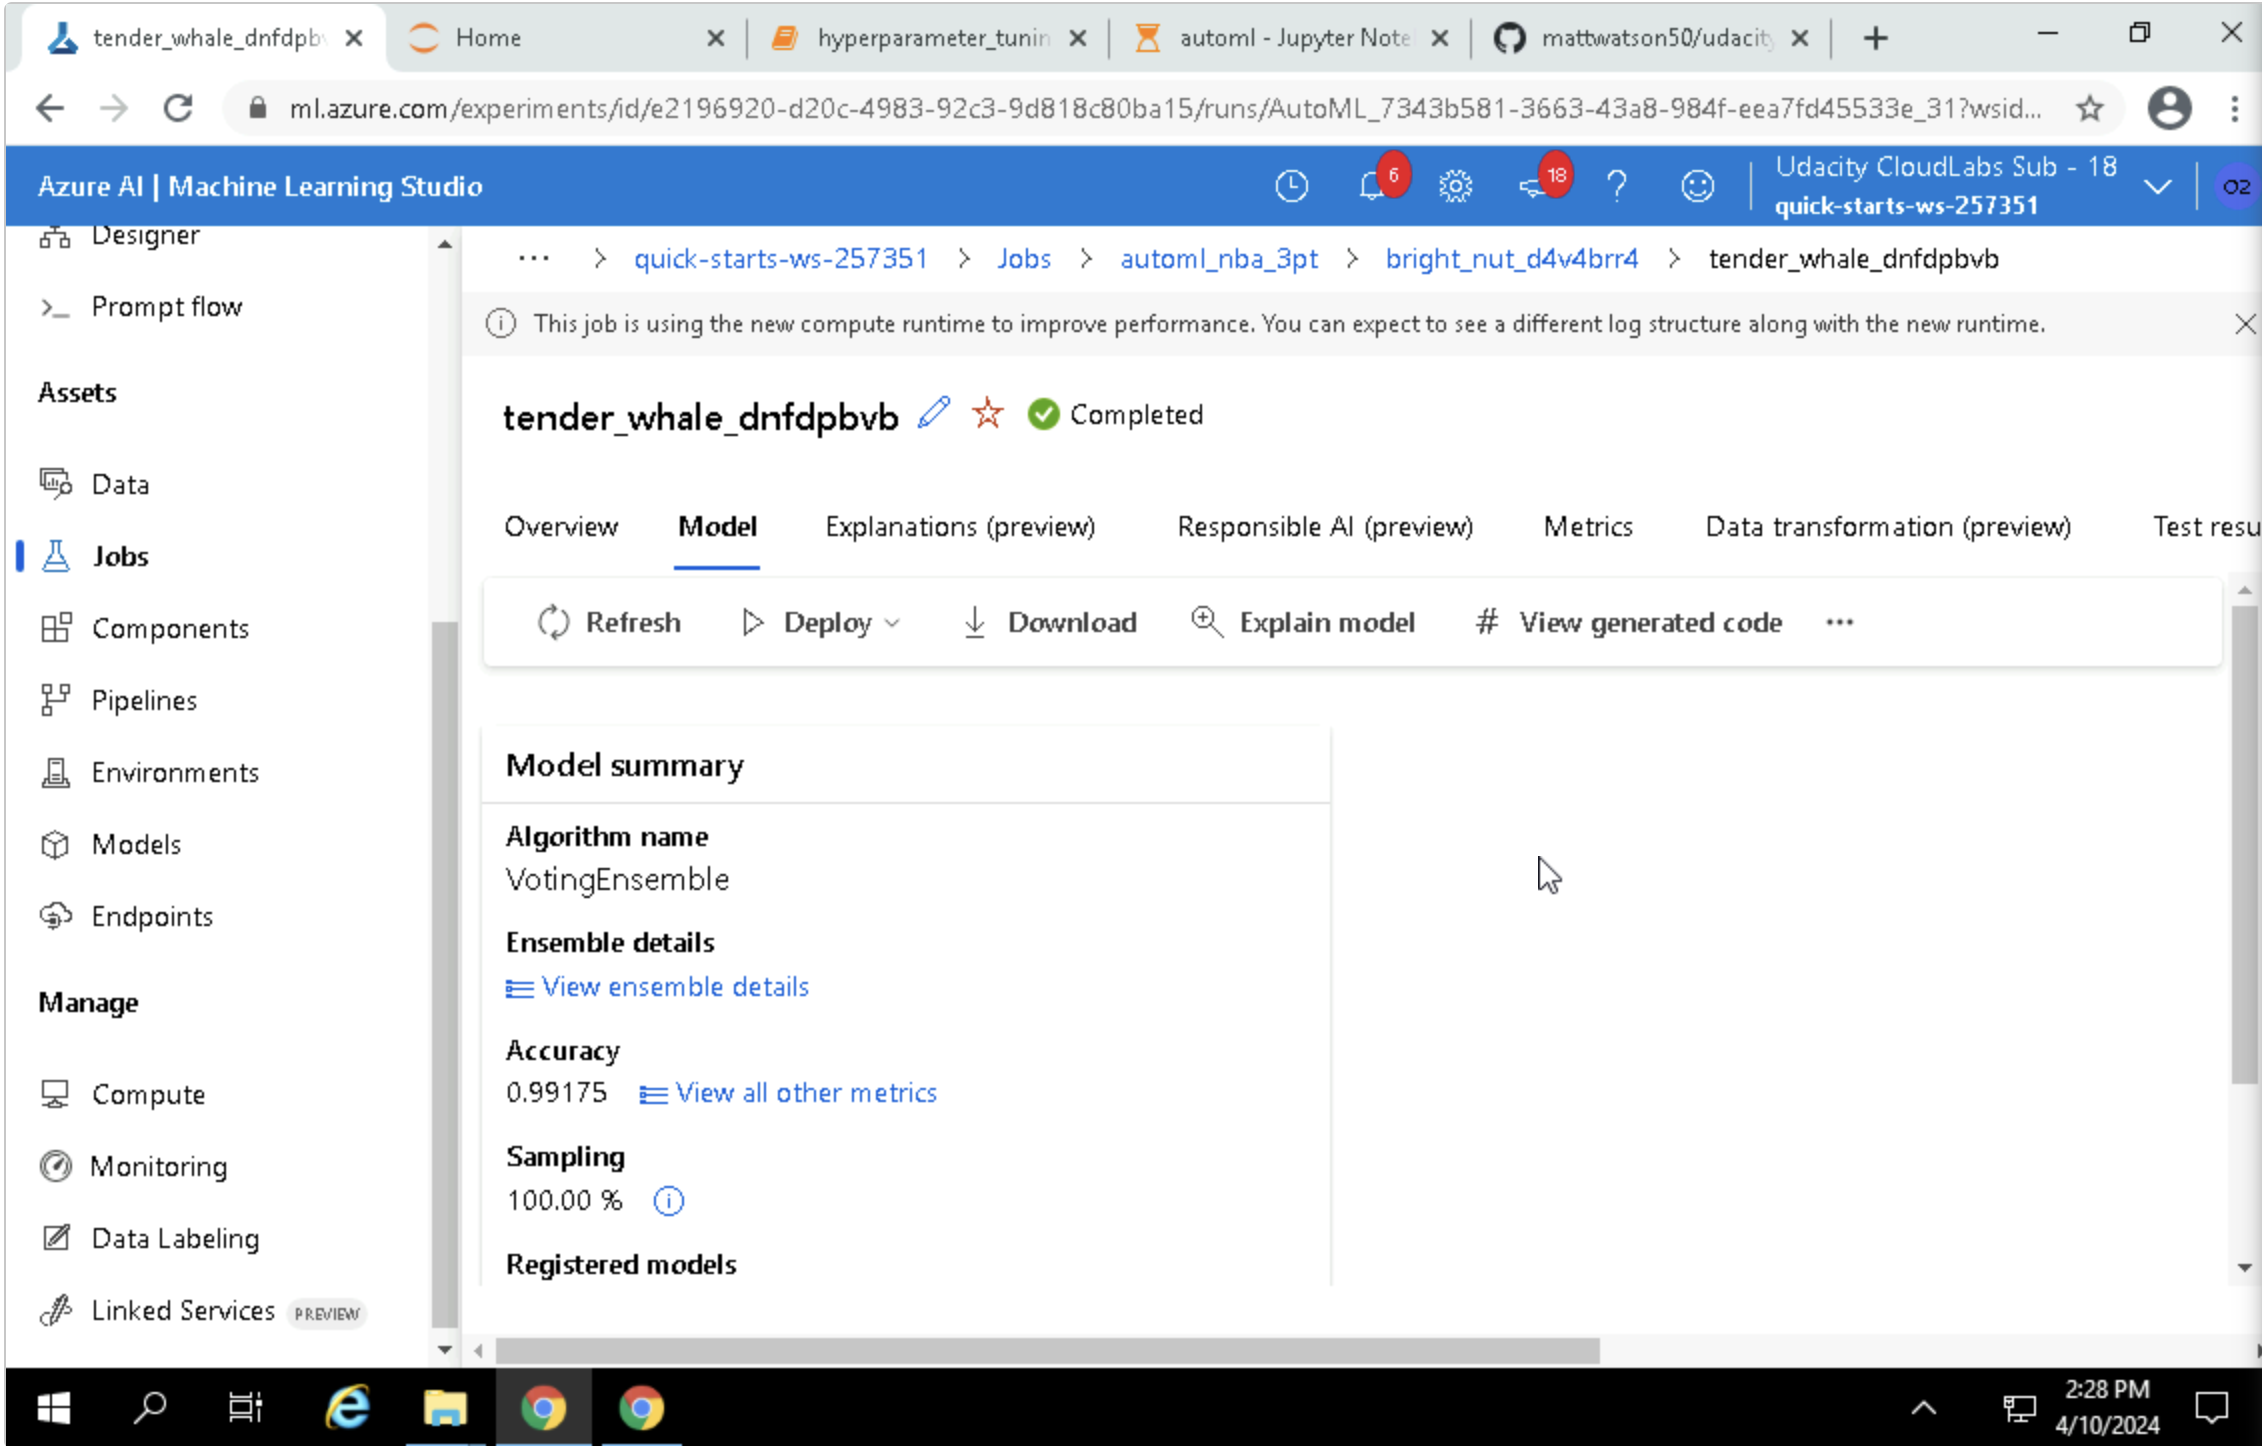 tender_whale_dnfdpbv
Home
hyperparameter_tunin
automl - Jupyter Note
mattwatson50/udacity
ml.azure.com/experiments/id/e2196920-d20c-4983-92c3-9d818c80ba15/runs/AutoML_7343b581-3663-43a8-984f-eea7fd45533e_31?wsid...
Azure AI | Machine Learning Studio
6
18
Udacity CloudLabs Sub - 18
quick-starts-ws-257351
O2
Designer
Prompt flow
Assets
Data
Jobs
Components
Pipelines
Environments
Models
Endpoints
Manage
Compute
Monitoring
Data Labeling
Linked Services PREVIEW
... > quick-starts-ws-257351 > Jobs > automl_nba_3pt > bright_nut_d4v4brr4 > tender_whale_dnfdpbvb
This job is using the new compute runtime to improve performance. You can expect to see a different log structure along with the new runtime.
tender_whale_dnfdpbvb Completed
Overview Model Explanations (preview) Responsible AI (preview) Metrics Data transformation (preview) Test resu
Refresh Deploy Download Explain model # View generated code ...
Model summary
Algorithm name
VotingEnsemble
Ensemble details
View ensemble details
Accuracy
0.99175 View all other metrics
Sampling
100.00 %
Registered models
2:28 PM
4/10/2024